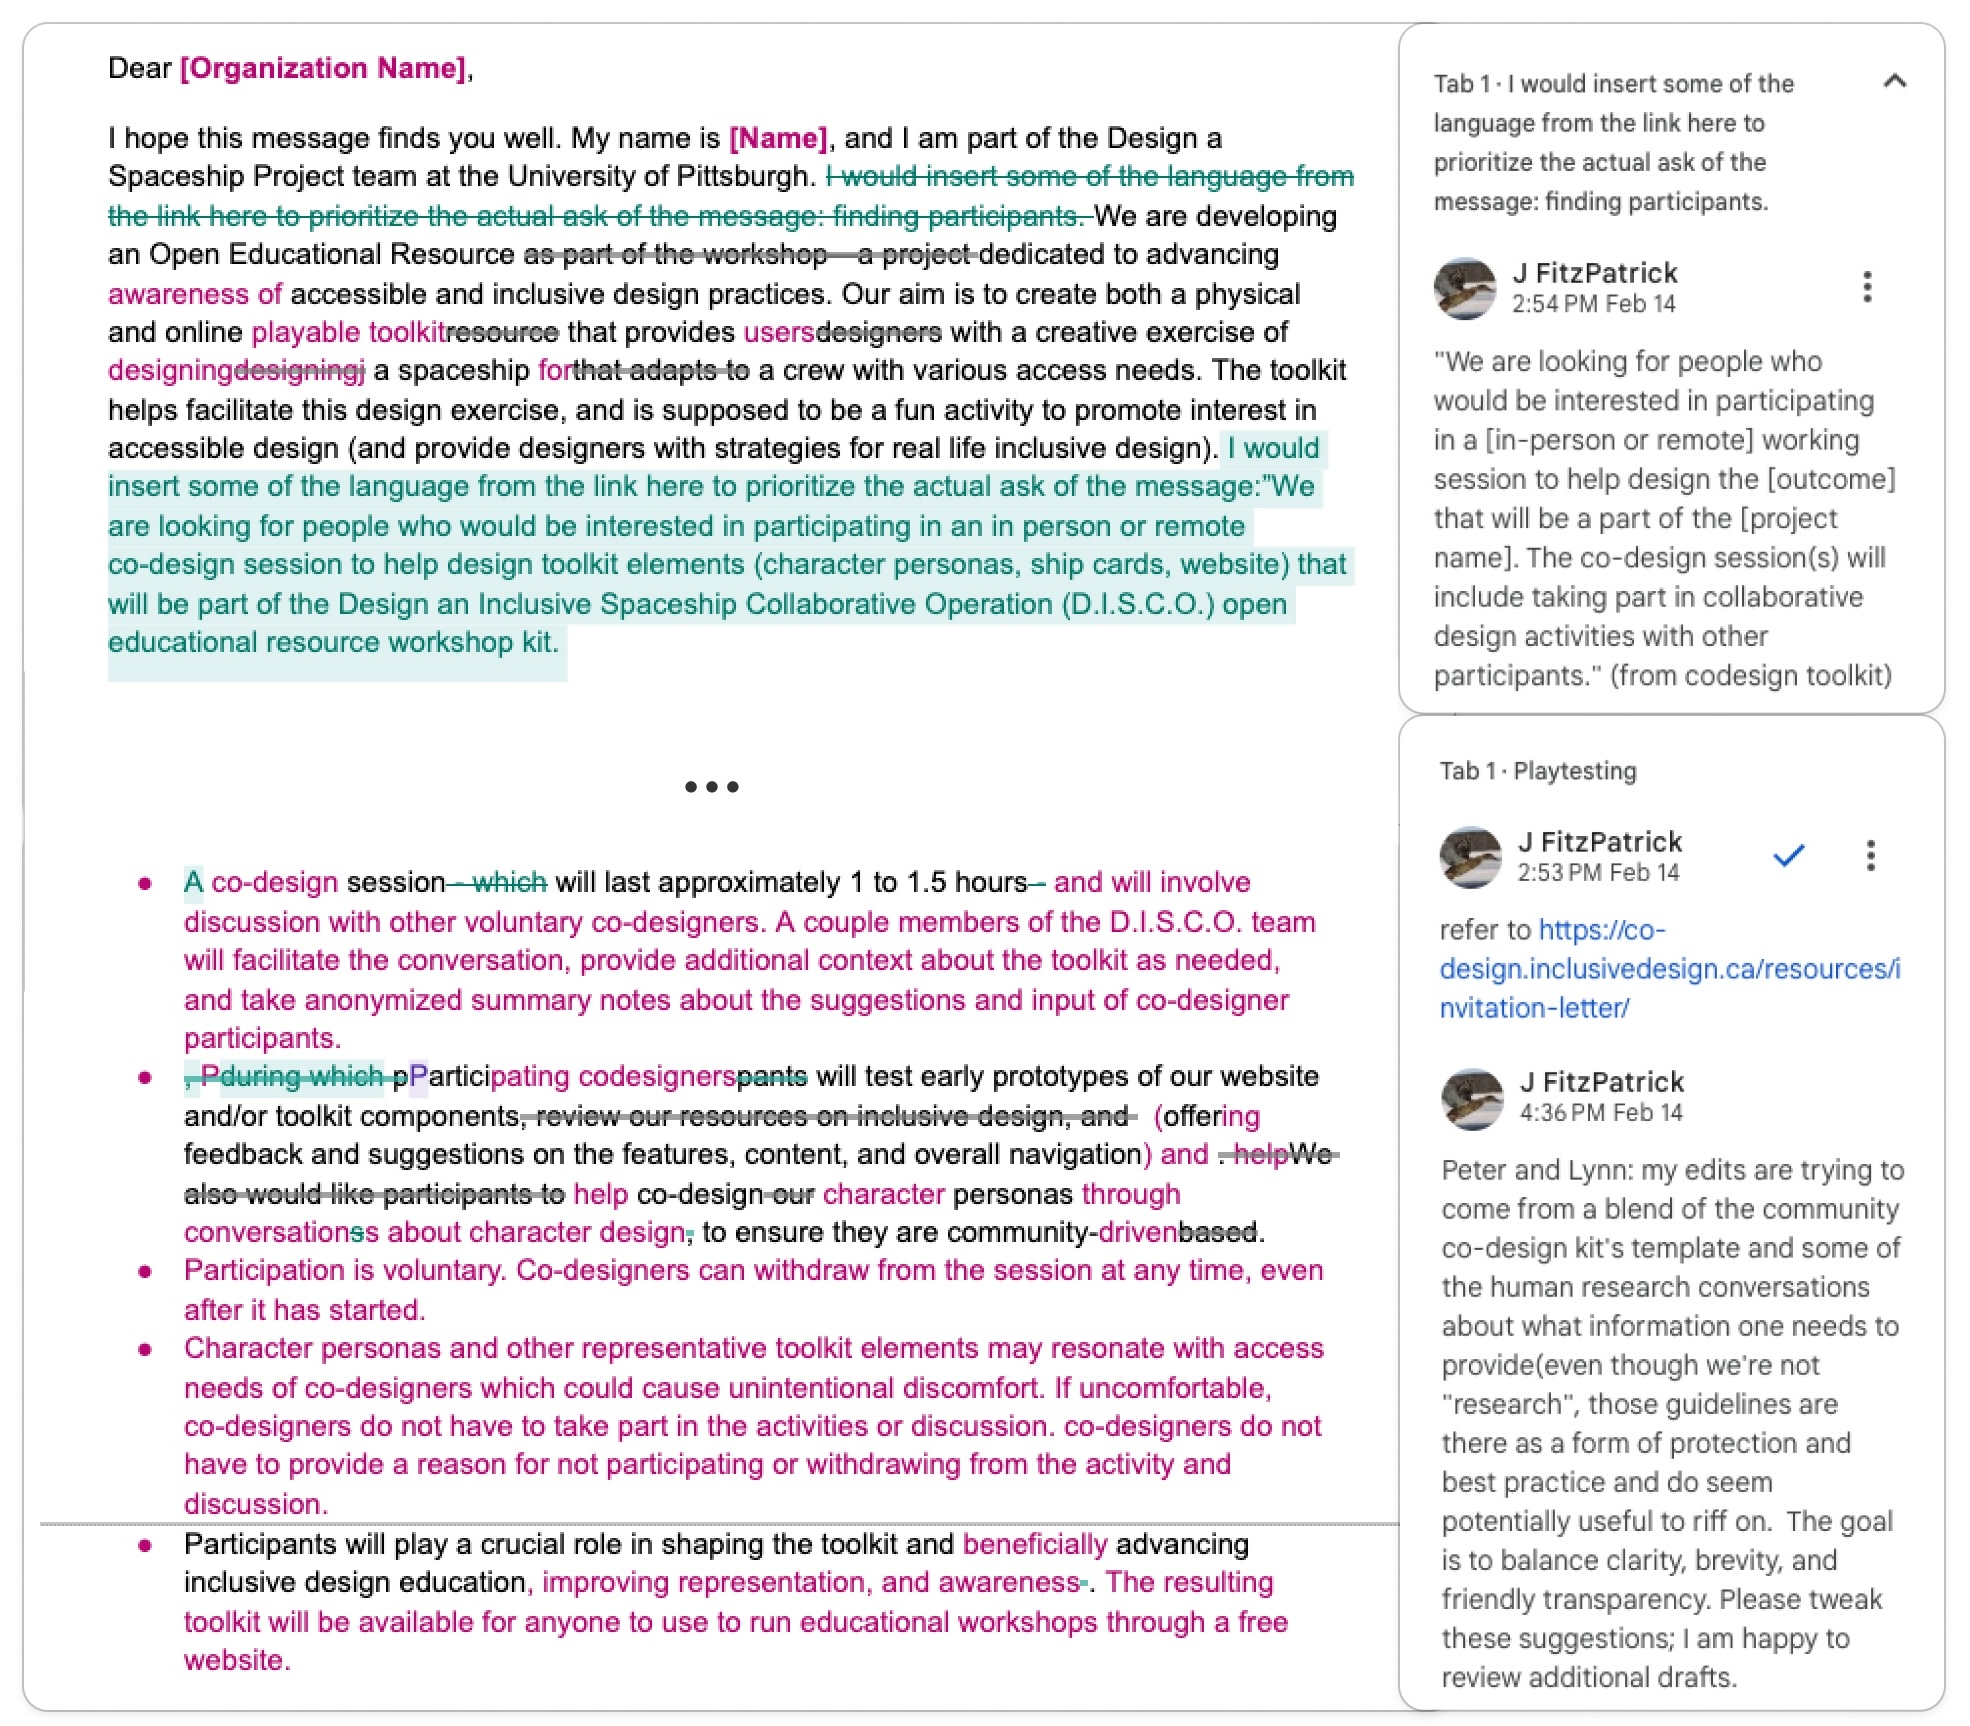 Dear [Organization Name],
I hope this message finds you well. My name is [Name], and I am part of the Design a
Spaceship Project team at the University of Pittsburgh. I would insert some of the language from
the link here to prioritize the actual ask of the message: finding participants. We are developing
an Open Educational Resource as part of the workshop—a project dedicated to advancing
awareness of accessible and inclusive design practices. Our aim is to create both a physical
and online playable toolkitresource that provides usersdesigners with a creative exercise of
designingdesigningj a spaceship forthat adapts to a crew with various access needs. The toolkit
helps facilitate this design exercise, and is supposed to be a fun activity to promote interest in
accessible design (and provide designers with strategies for real life inclusive design). I would
insert some of the language from the link here to prioritize the actual ask of the message:”We
are looking for people who would be interested in participating in an in person or remote
co-design session to help design toolkit elements (character personas, ship cards, website) that
will be part of the Design an Inclusive Spaceship Collaborative Operation (D.I.S.C.O.) open
educational resource workshop kit.
•••
● A co-design session - which will last approximately 1 to 1.5 hours - and will involve
discussion with other voluntary co-designers. A couple members of the D.I.S.C.O. team
will facilitate the conversation, provide additional context about the toolkit as needed,
and take anonymized summary notes about the suggestions and input of co-designer
participants.
● , Pduring which pParticipating codesignerspants will test early prototypes of our website
and/or toolkit components, review our resources on inclusive design, and (offering
feedback and suggestions on the features, content, and overall navigation) and . helpWe
also would like participants to help co-design our character personas through
conversationss about character design, to ensure they are community-drivenbased.
● Participation is voluntary. Co-designers can withdraw from the session at any time, even
after it has started.
● Character personas and other representative toolkit elements may resonate with access
needs of co-designers which could cause unintentional discomfort. If uncomfortable,
co-designers do not have to take part in the activities or discussion. co-designers do not
have to provide a reason for not participating or withdrawing from the activity and
discussion.
● Participants will play a crucial role in shaping the toolkit and beneficially advancing
inclusive design education, improving representation, and awareness . The resulting
toolkit will be available for anyone to use to run educational workshops through a free
website.
Tab 1 · I would insert some of the
language from the link here to
prioritize the actual ask of the
message: finding participants.
J FitzPatrick
2:54 PM Feb 14
"We are looking for people who
would be interested in participating
in a [in-person or remote] working
session to help design the [outcome]
that will be a part of the [project
name]. The co-design session(s) will
include taking part in collaborative
design activities with other
participants." (from codesign toolkit)
Tab 1 · Playtesting
J FitzPatrick
2:53 PM Feb 14
refer to https://co-
design.inclusivedesign.ca/resources/i
nvitation-letter/
J FitzPatrick
4:36 PM Feb 14
Peter and Lynn: my edits are trying to
come from a blend of the community
co-design kit's template and some of
the human research conversations
about what information one needs to
provide(even though we're not
"research", those guidelines are
there as a form of protection and
best practice and do seem
potentially useful to riff on. The goal
is to balance clarity, brevity, and
friendly transparency. Please tweak
these suggestions; I am happy to
review additional drafts.